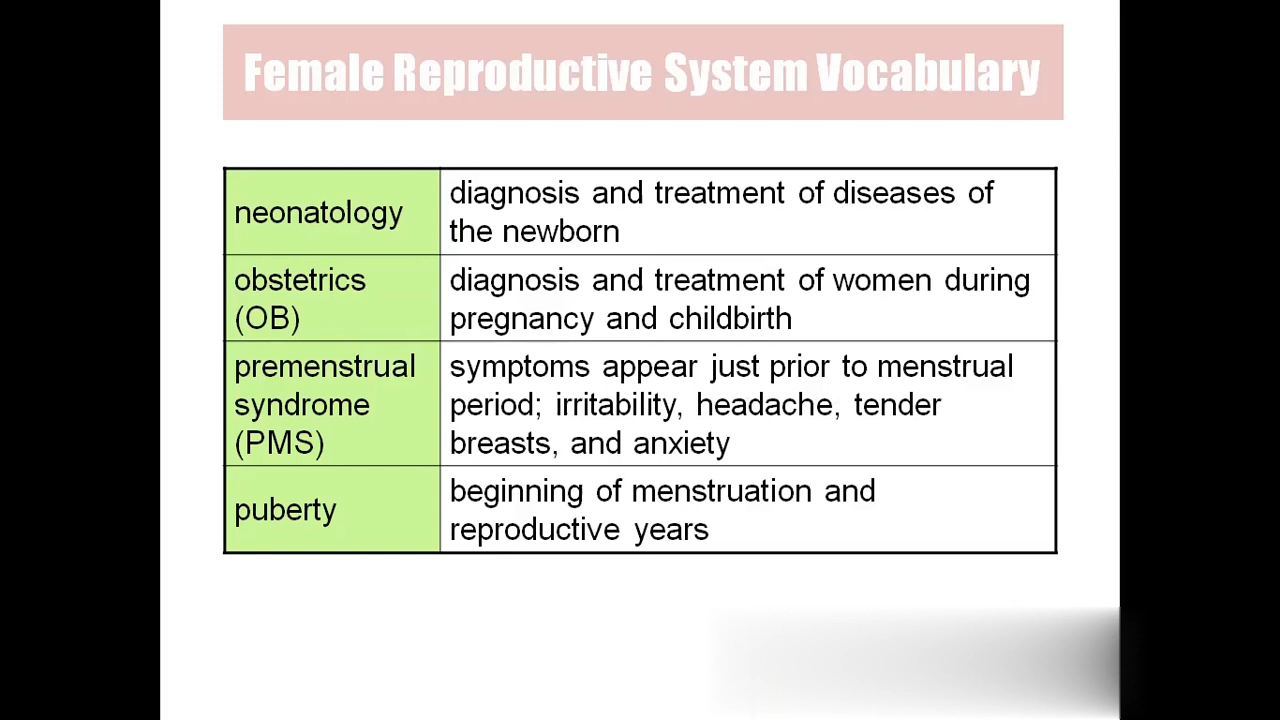 Female Reproductive System Vocabulary
neonatology
diagnosis and treatment of diseases of
the newborn
obstetrics
(OB)
diagnosis and treatment of women during
pregnancy and childbirth
premenstrual
syndrome
(PMS)
symptoms appear just prior to menstrual
period; irritability, headache, tender
breasts, and anxiety
puberty
beginning of menstruation and
reproductive years